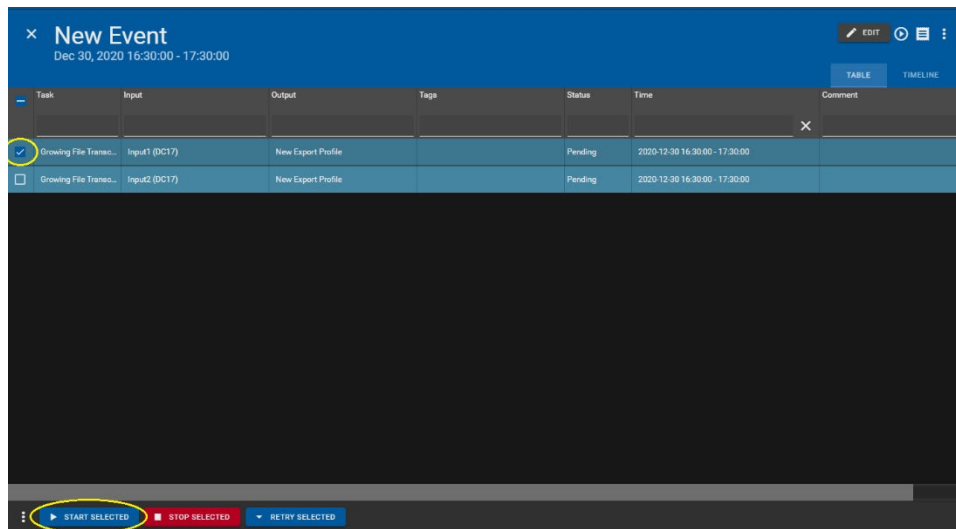 New Event
EDIT
Dec 30, 2020 16:30:00 - 17:30:00
TABLE TIMELINE
Task Input Output Tags Status Time Comment
Growing File Transc... Input1 (DC17) New Export Profile Pending 2020-12-30 16:30:00 - 17:30:00
Growing File Transc... Input2 (DC17) New Export Profile Pending 2020-12-30 16:30:00 - 17:30:00
START SELECTED STOP SELECTED RETRY SELECTED